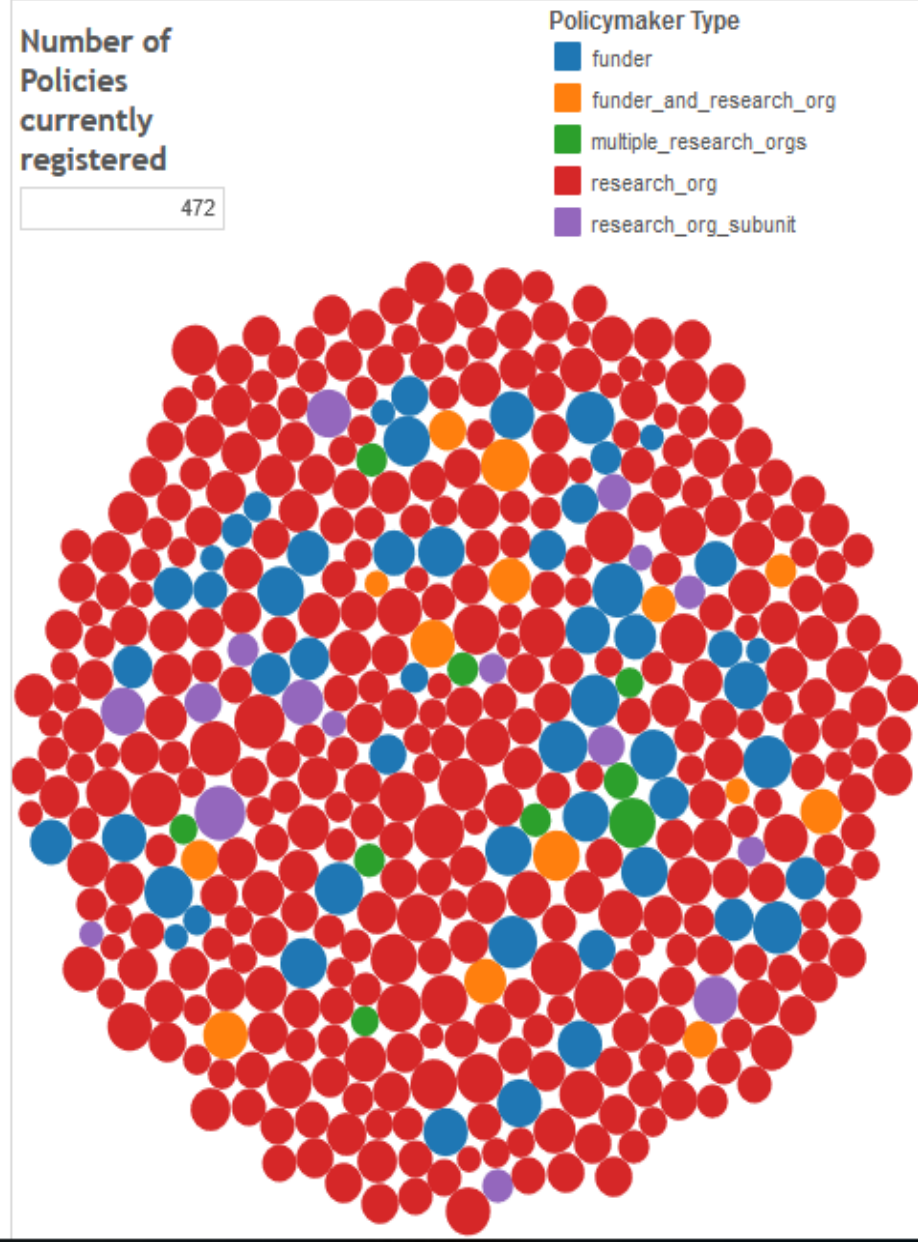 Number of
Policies
currently
registered
472
Policymaker Type
funder
funder_and_research_org
multiple_research_orgs
research_org
research_org_subunit